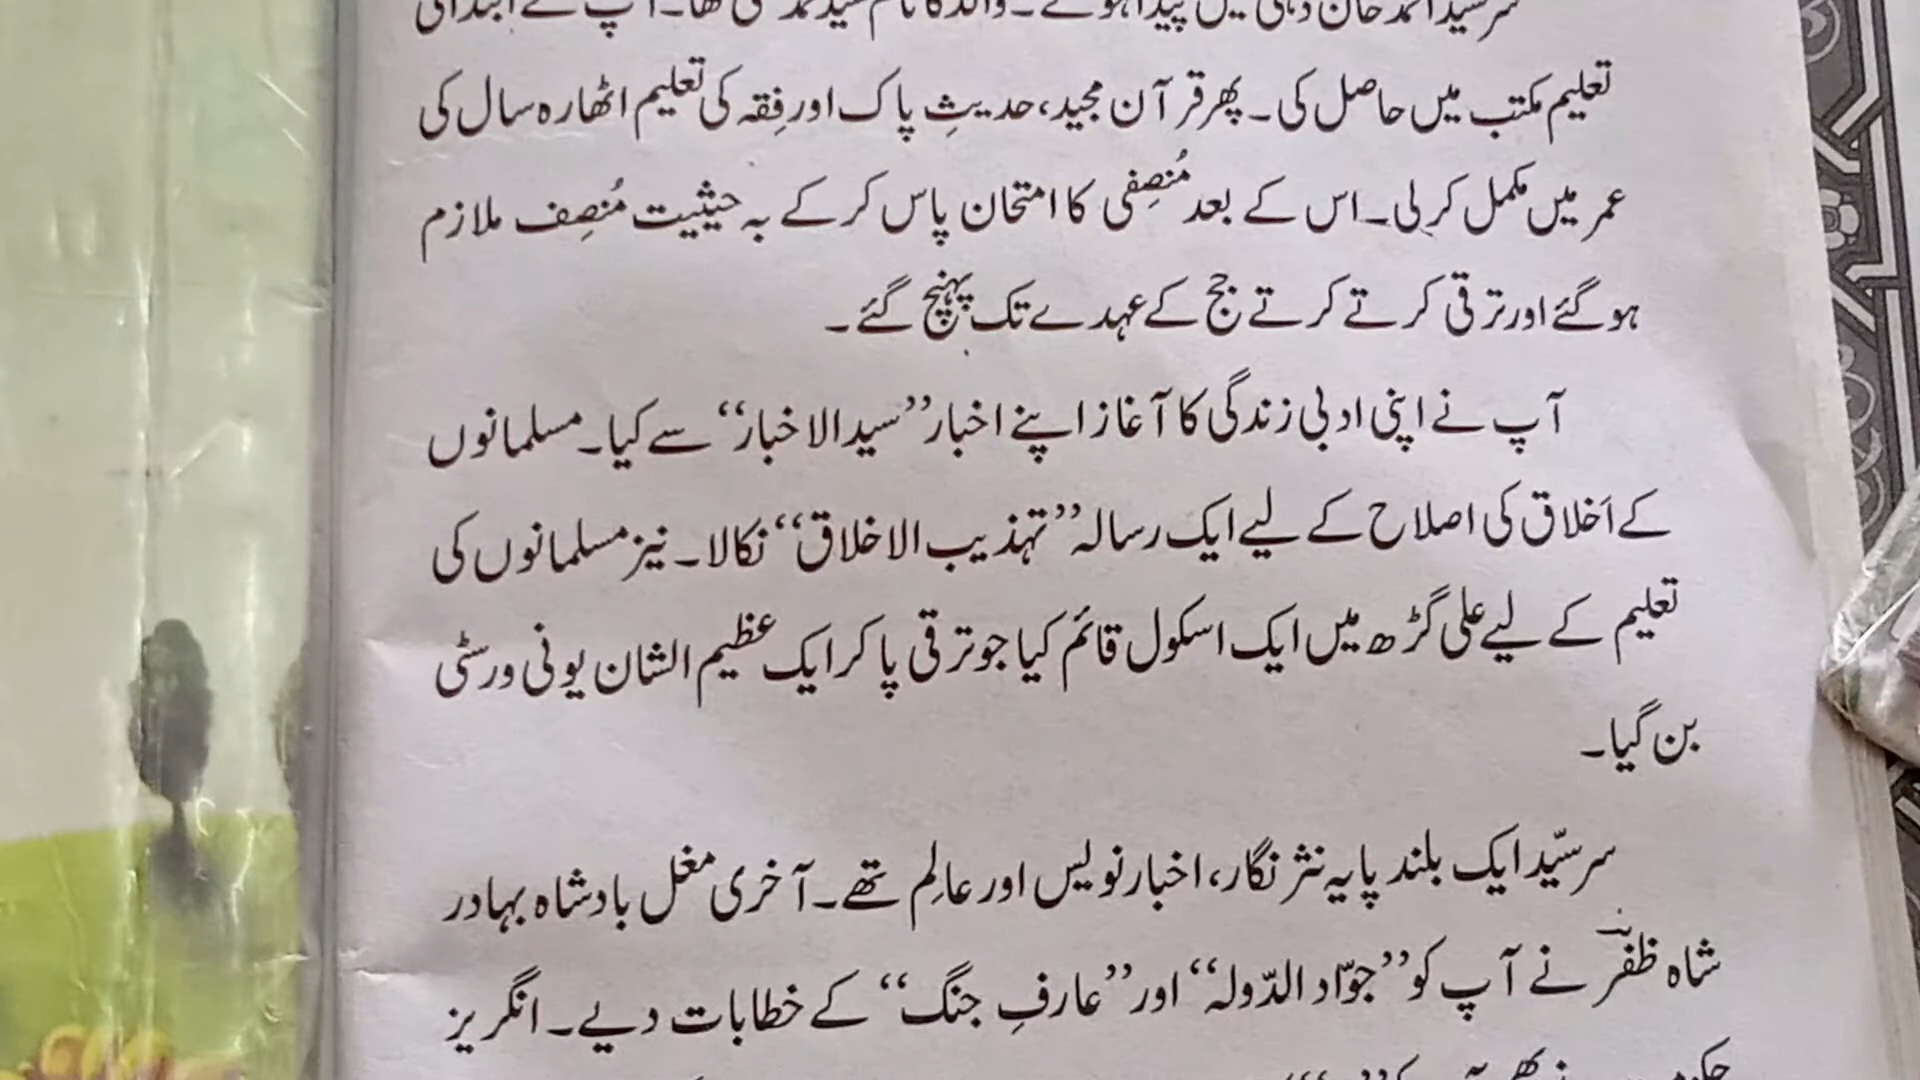 سرسید احمد خان دہلی میں پیدا ہوئے۔ والد کا نام سید محمد متقی تھا۔ آپ نے ابتدائی
تعلیم مکتب میں حاصل کی۔ پھر قرآن مجید، حدیثِ پاک اور فِقہ کی تعلیم اٹھارہ سال کی
عمر میں مکمل کر لی۔ اس کے بعد مُنصِفی کا امتحان پاس کر کے بہ حیثیت مُنصِف ملازم
ہو گئے اور ترقی کرتے کرتے جج کے عہدے تک پہنچ گئے۔
آپ نے اپنی ادبی زندگی کا آغاز اپنے اخبار ”سید الاخبار“ سے کیا۔ مسلمانوں
کے اَخلاق کی اصلاح کے لیے ایک رسالہ ”تہذیب الاخلاق“ نکالا۔ نیز مسلمانوں کی
تعلیم کے لیے علی گڑھ میں ایک اسکول قائم کیا جو ترقی پا کر ایک عظیم الشان یونی ورسٹی
بن گیا۔
سر سیّد ایک بلند پایہ نثر نگار، اخبار نویس اور عالِم تھے۔ آخری مغل بادشاہ بہادر
شاہ ظفرؔ نے آپ کو ”جوّاد الدّولہ“ اور ”عارفِ جنگ“ کے خطابات دیے۔ انگریز